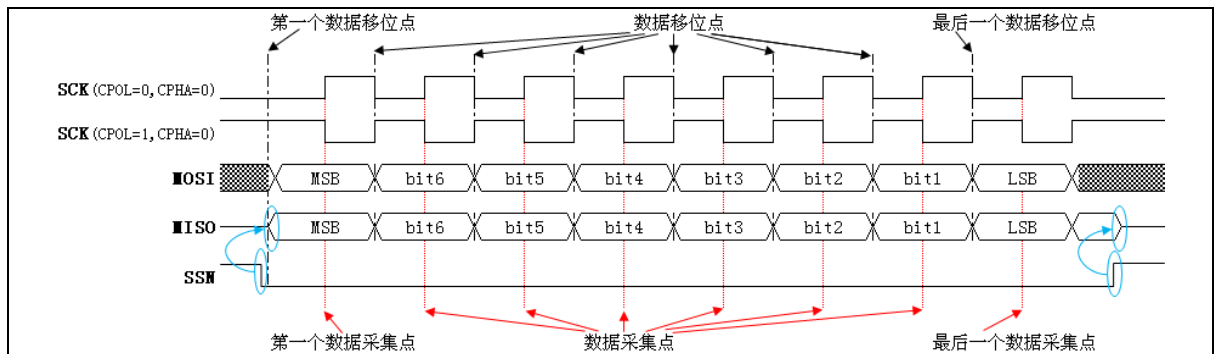 第一个数据移位点 数据移位点 最后一个数据移位点
SCK(CPOL=0,CPHA=0)
SCK(CPOL=1,CPHA=0)
MOSI MSB bit6 bit5 bit4 bit3 bit2 bit1 LSB
MISO MSB bit6 bit5 bit4 bit3 bit2 bit1 LSB
SSN
第一个数据采集点 数据采集点 最后一个数据采集点